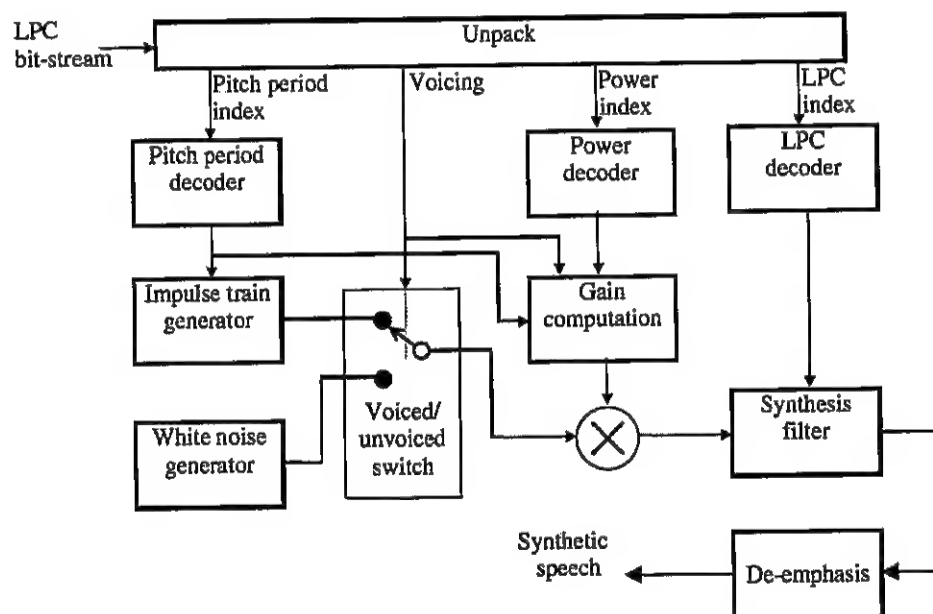 LPC
bit-stream
Unpack
Pitch period
index
Voicing
Power
index
LPC
index
Pitch period
decoder
Power
decoder
LPC
decoder
Impulse train
generator
Gain
computation
Voiced/
unvoiced
switch
White noise
generator
Synthesis
filter
Synthetic
speech
De-emphasis